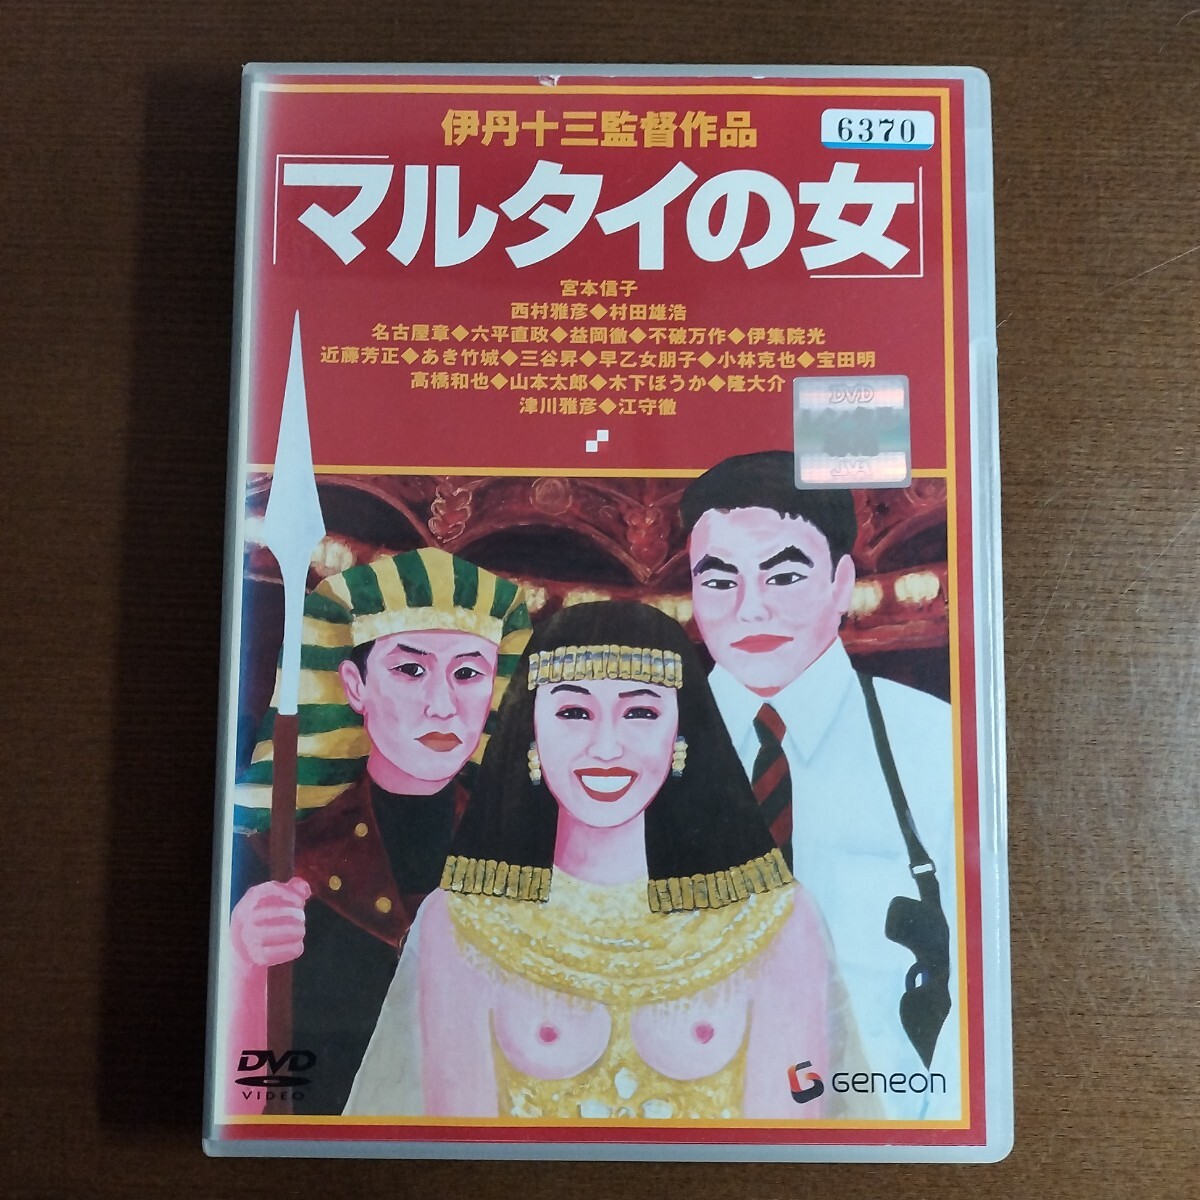 伊丹十三監督作品
6370
「マルタイの女」
宮本信子
西村雅彦◆村田雄浩
名古屋章◆六平直政◆益岡徹◆不破万作◆伊集院光
近藤芳正◆あき竹城◆三谷昇◆早乙女朋子◆小林克也◆宝田明
高橋和也◆山本太郎◆木下ほうか◆隆大介
津川雅彦◆江守徹
DVD
JVA
DVD
VIDEO
Geneon